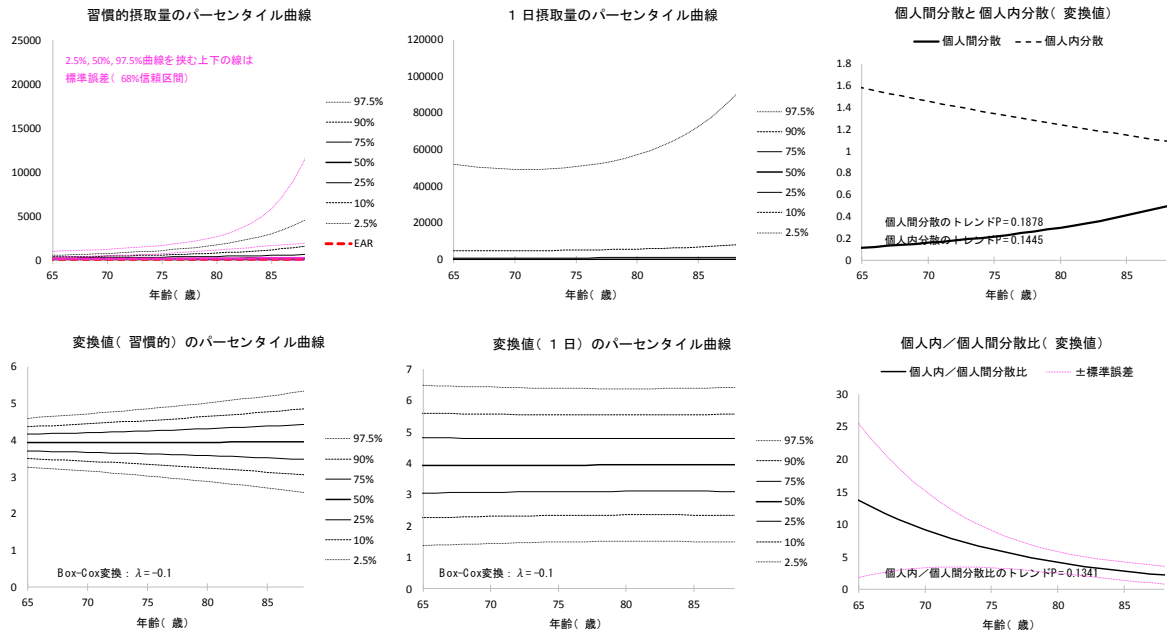 習慣的摂取量のパーセンタイル曲線
25000
20000
15000
10000
5000
0
2.5%, 50%, 97.5%曲線を挟む上下の線は
標準誤差( 68%信頼区間)
65 70 75 80 85
年齢( 歳)
97.5%
90%
75%
50%
25%
10%
2.5%
EAR
1 日摂取量のパーセンタイル曲線
120000
100000
80000
60000
40000
20000
0
65 70 75 80 85
年齢( 歳)
97.5%
90%
75%
50%
25%
10%
2.5%
個人間分散と個人内分散( 変換値)
個人間分散 個人内分散
1.8
1.6
1.4
1.2
1
0.8
0.6
0.4
0.2
0
個人間分散のトレンドP= 0.1878
個人内分散のトレンドP= 0.1445
65 70 75 80 85
年齢( 歳)
変換値( 習慣的) のパーセンタイル曲線
6
5
4
3
2
1
0
Box-Cox変換: λ=-0.1
65 70 75 80 85
年齢( 歳)
97.5%
90%
75%
50%
25%
10%
2.5%
変換値( 1 日) のパーセンタイル曲線
7
6
5
4
3
2
1
0
Box-Cox変換: λ=-0.1
65 70 75 80 85
年齢( 歳)
97.5%
90%
75%
50%
25%
10%
2.5%
個人内／個人間分散比( 変換値)
個人内／個人間分散比 ±標準誤差
30
25
20
15
10
5
0
個人内／個人間分散比のトレンドP= 0.1341
65 70 75 80 85
年齢( 歳)